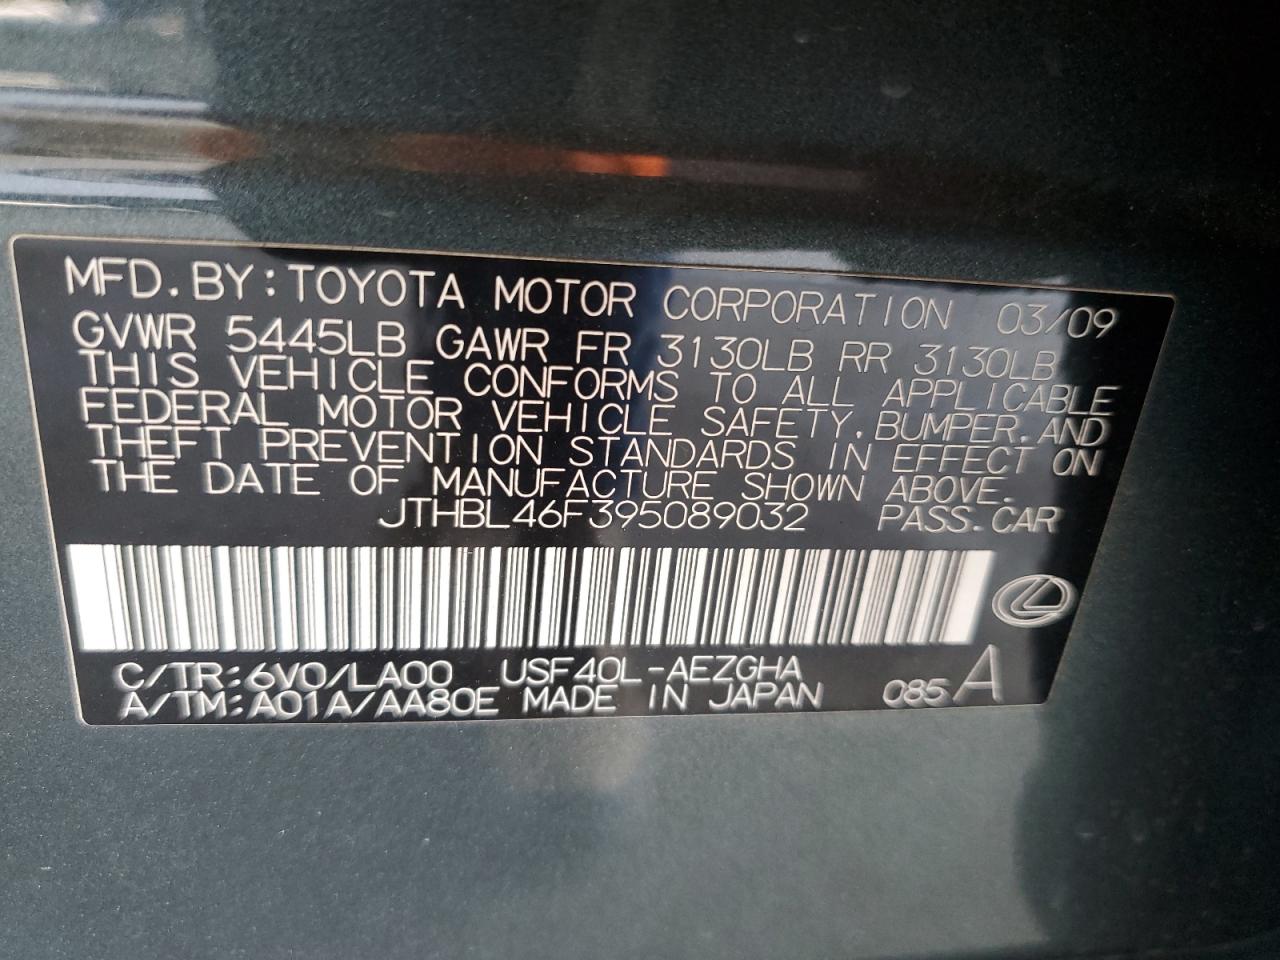 MFD. BY: TOYOTA MOTOR CORPORATION 03/09
GVWR 5445LB GAWR FR 3130LB RR 3130LB
THIS VEHICLE CONFORMS TO ALL APPLICABLE
FEDERAL MOTOR VEHICLE SAFETY, BUMPER, AND
THEFT PREVENTION STANDARDS IN EFFECT ON
THE DATE OF MANUFACTURE SHOWN ABOVE.
JTHBL46F395089032 PASS. CAR
C/TR: 6V0/LA00 USF40L-AEZGHA
A/TM: A01A/AA80E MADE IN JAPAN 085 A